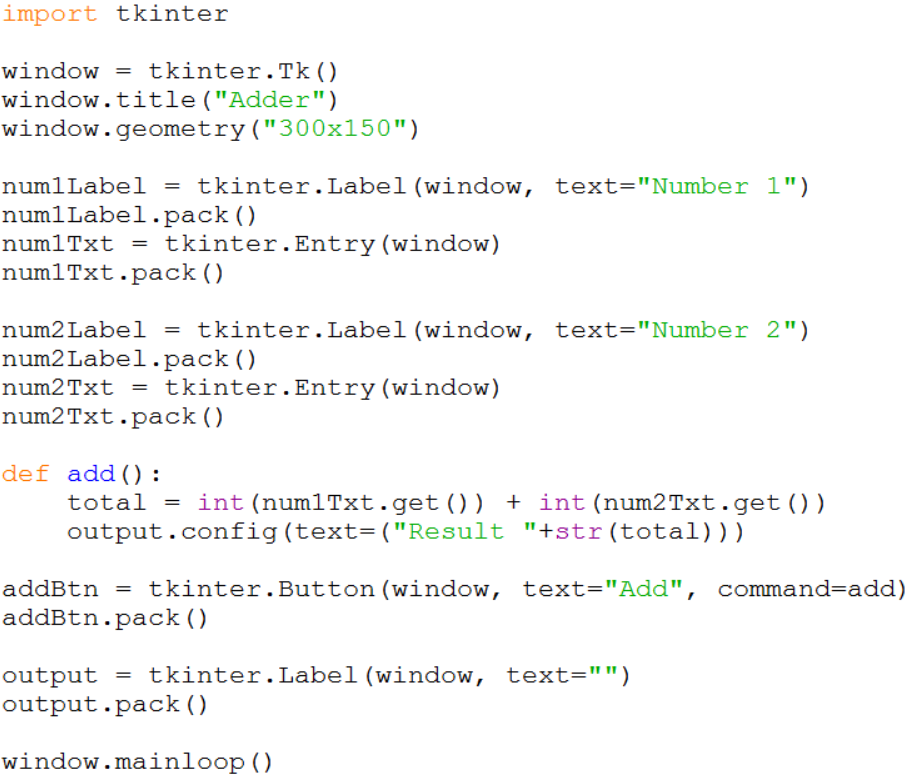 import tkinter

window = tkinter.Tk()
window.title("Adder")
window.geometry("300x150")

num1Label = tkinter.Label(window, text="Number 1")
num1Label.pack()
num1Txt = tkinter.Entry(window)
num1Txt.pack()

num2Label = tkinter.Label(window, text="Number 2")
num2Label.pack()
num2Txt = tkinter.Entry(window)
num2Txt.pack()

def add():
    total = int(num1Txt.get()) + int(num2Txt.get())
    output.config(text=("Result "+str(total)))

addBtn = tkinter.Button(window, text="Add", command=add)
addBtn.pack()

output = tkinter.Label(window, text="")
output.pack()

window.mainloop()